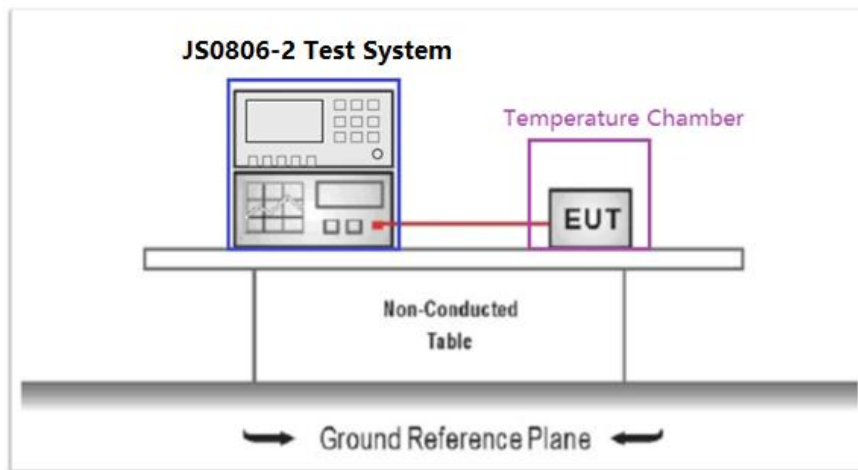 JS0806-2 Test System
Temperature Chamber
EUT
Non-Conducted
Table
Ground Reference Plane